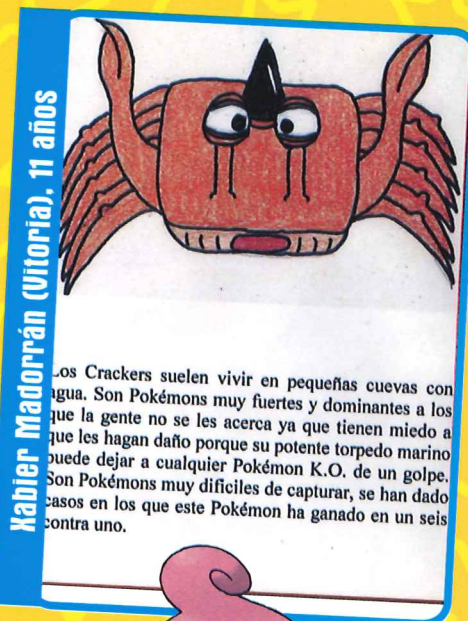 Xabier Madorrán (Vitoria). 11 años
Los Crackers suelen vivir en pequeñas cuevas con
agua. Son Pokémons muy fuertes y dominantes a los
que la gente no se les acerca ya que tienen miedo a
que les hagan daño porque su potente torpedo marino
puede dejar a cualquier Pokémon K.O. de un golpe.
Son Pokémons muy dificiles de capturar, se han dado
casos en los que este Pokémon ha ganado en un seis
contra uno.